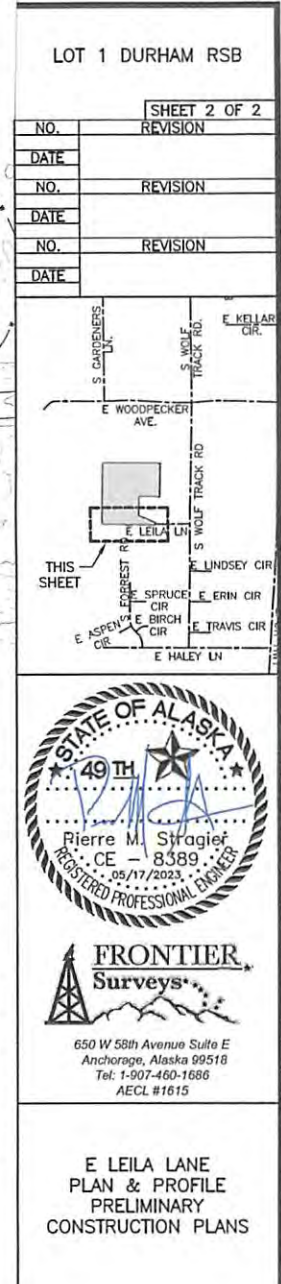 LOT 1 DURHAM RSB
SHEET 2 OF 2
NO. REVISION
DATE
NO. REVISION
DATE
NO. REVISION
DATE
S GARDENERS
LN.
S WOLF
TRACK RD.
E KELLAR
CIR.
E WOODPECKER
AVE.
S WOLF TRACK RD
E LEILA LN
THIS
SHEET
FORREST RD
E LINDSEY CIR
E SPRUCE
CIR
E ERIN CIR
E ASPEN
CIR
E BIRCH
CIR
E TRAVIS CIR
E HALEY LN
STATE OF ALASKA
49 TH
Pierre M. Stragier
CE - 8389
05/17/2023
REGISTERED PROFESSIONAL ENGINEER
FRONTIER
Surveys
650 W 58th Avenue Suite E
Anchorage, Alaska 99518
Tel: 1-907-460-1686
AECL #1615
E LEILA LANE
PLAN & PROFILE
PRELIMINARY
CONSTRUCTION PLANS